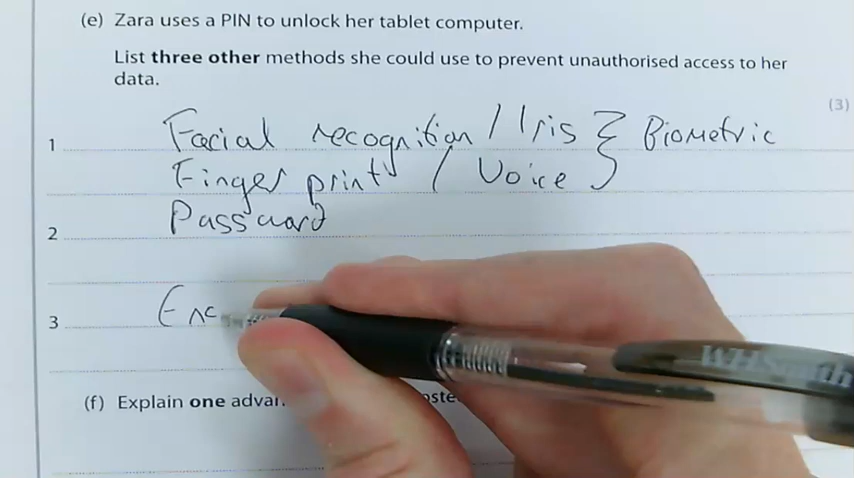 (e) Zara uses a PIN to unlock her tablet computer.
List three other methods she could use to prevent unauthorised access to her
data.
(3)
1 Facial recognition / Iris } Biometric
Finger print / Voice
2 Password
3 Enc
(f) Explain one
WHSmith